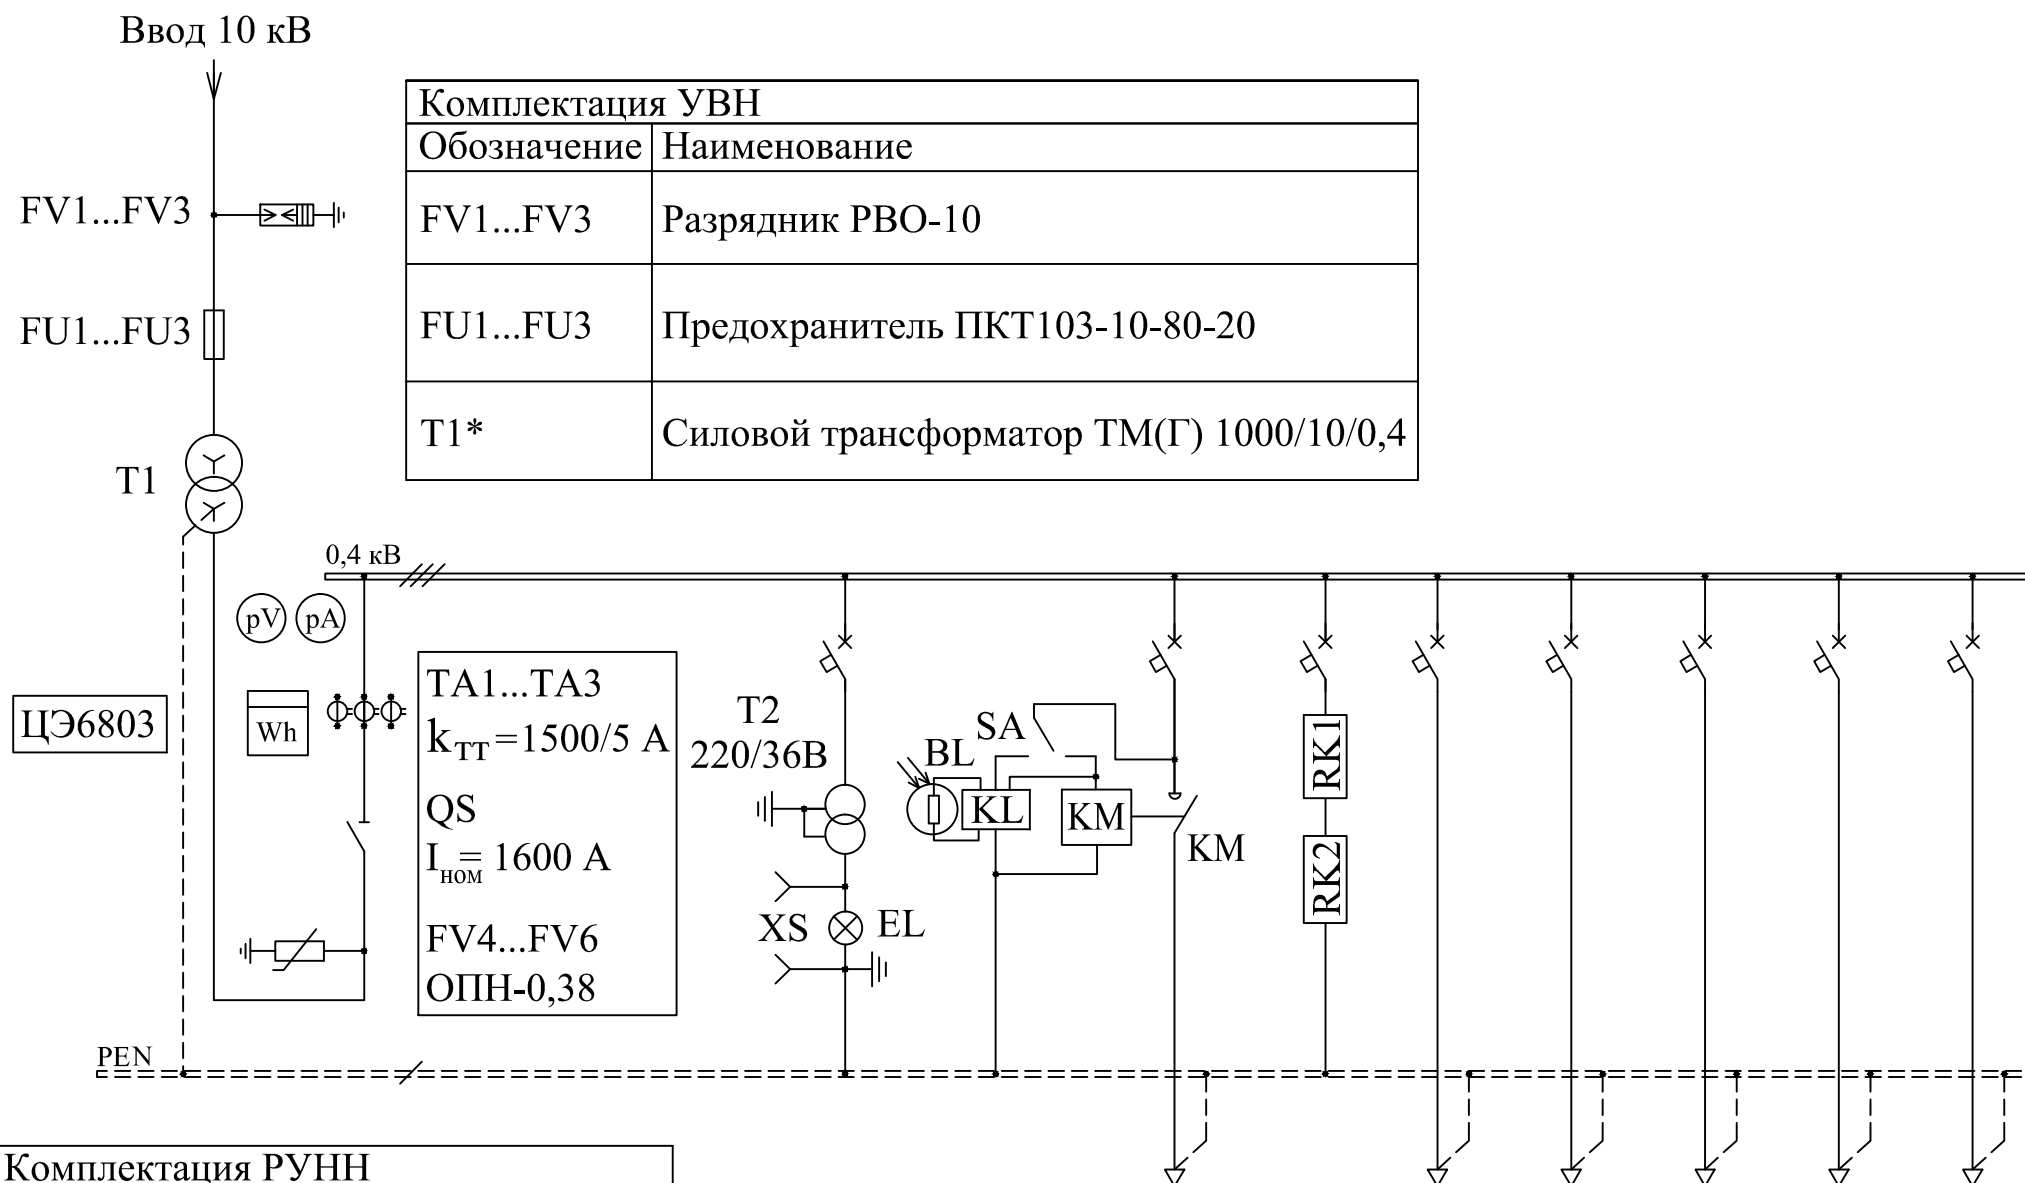 Ввод 10 кВ
Комплектация УВН
Обозначение Наименование
FV1...FV3 Разрядник РВО-10
FU1...FU3 Предохранитель ПКТ103-10-80-20
T1* Силовой трансформатор ТМ(Г) 1000/10/0,4
FV1...FV3
FU1...FU3
T1
0,4 кВ
pV pA
ЦЭ6803
Wh
TA1...TA3
kТТ=1500/5 А
QS
Iном= 1600 А
FV4...FV6
ОПН-0,38
T2
220/36В
XS
EL
BL
SA
KL
KM
KM
RK1
RK2
PEN
Комплектация РУНН